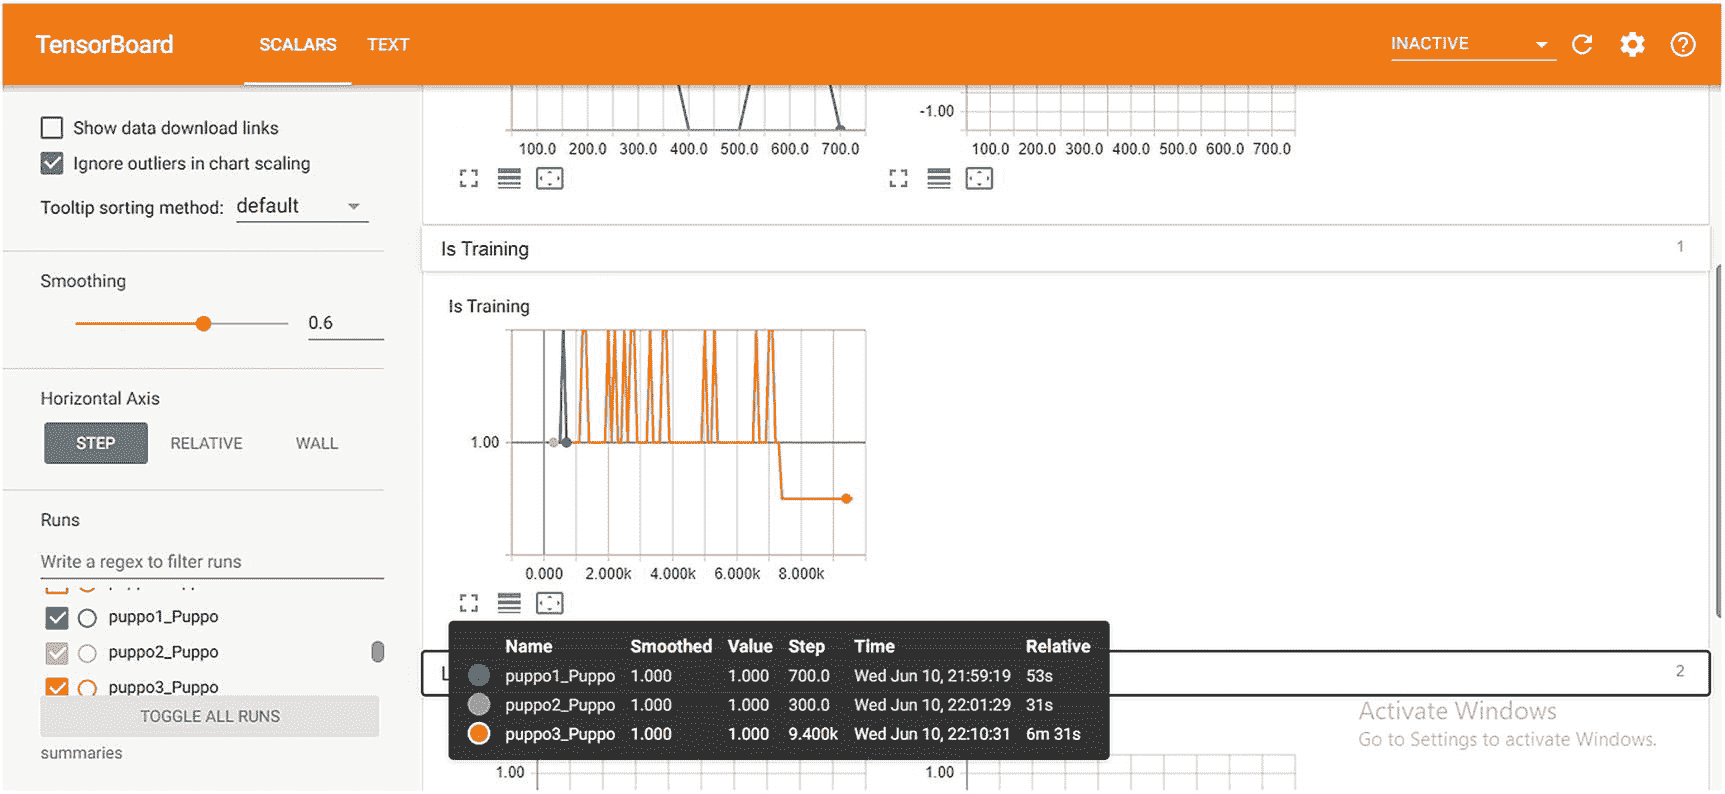 TensorBoard SCALARS TEXT INACTIVE
Show data download links
Ignore outliers in chart scaling
Tooltip sorting method: default
Smoothing
0.6
Horizontal Axis
STEP RELATIVE WALL
Runs
Write a regex to filter runs
puppo1_Puppo
puppo2_Puppo
puppo3_Puppo
TOGGLE ALL RUNS
summaries
100.0 200.0 300.0 400.0 500.0 600.0 700.0
-1.00
100.0 200.0 300.0 400.0 500.0 600.0 700.0
Is Training 1
Is Training
1.00
0.000 2.000k 4.000k 6.000k 8.000k
Name Smoothed Value Step Time Relative
puppo1_Puppo 1.000 1.000 700.0 Wed Jun 10, 21:59:19 53s
puppo2_Puppo 1.000 1.000 300.0 Wed Jun 10, 22:01:29 31s
puppo3_Puppo 1.000 1.000 9.400k Wed Jun 10, 22:10:31 6m 31s
2
Activate Windows
Go to Settings to activate Windows.
1.00 1.00